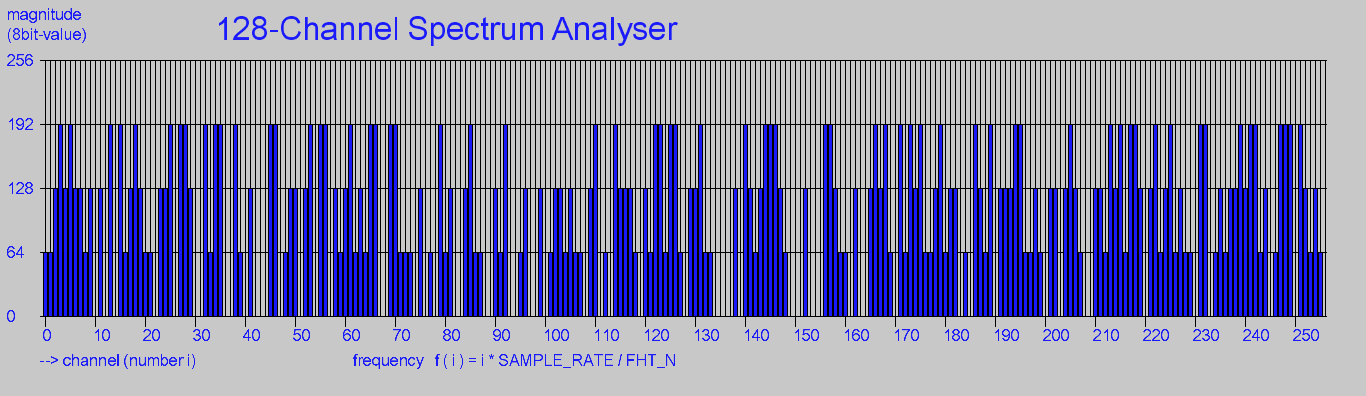 magnitude
(8bit-value)
128-Channel Spectrum Analyser
256
192
128
64
0
0 10 20 30 40 50 60 70 80 90 100 110 120 130 140 150 160 170 180 190 200 210 220 230 240 250
--> channel (number i)
frequency f ( i ) = i * SAMPLE_RATE / FHT_N